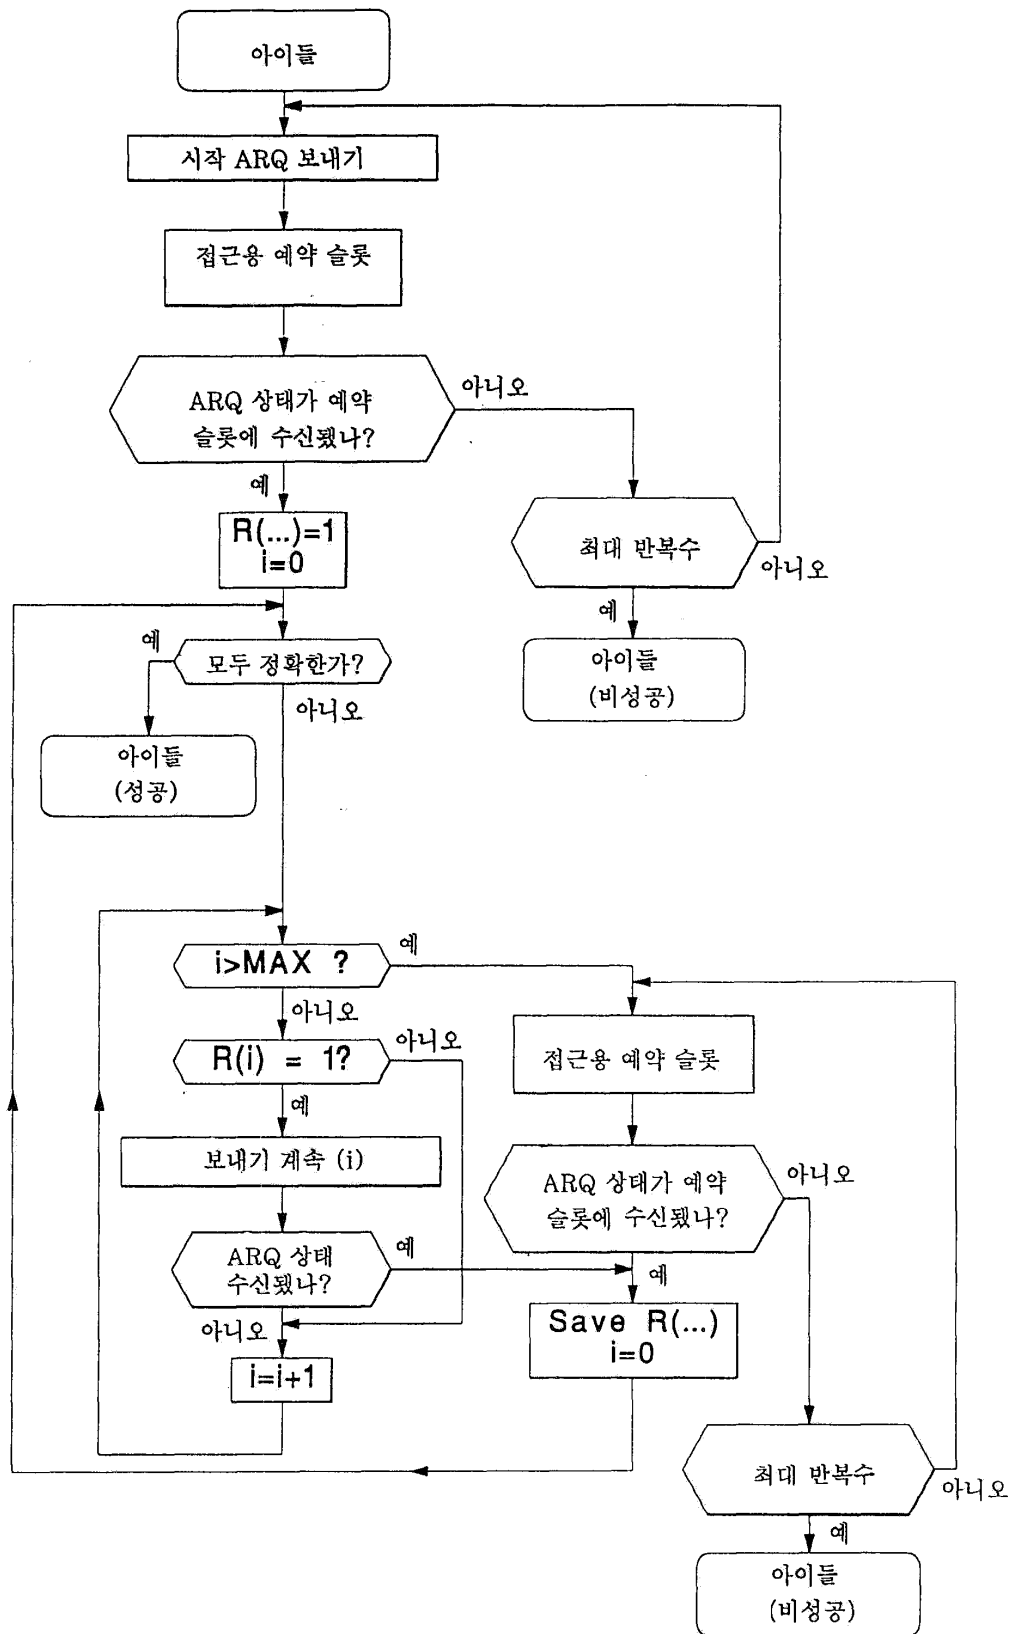 아이들
시작 ARQ 보내기
접근용 예약 슬롯
ARQ 상태가 예약
슬롯에 수신됐나?
아니오
예
R(...)=1
i=0
최대 반복수
아니오
예
아이들
(비성공)
모두 정확한가?
예
아니오
아이들
(성공)
i>MAX ?
예
아니오
R(i) = 1?
아니오
예
보내기 계속 (i)
ARQ 상태
수신됐나?
예
아니오
i=i+1
접근용 예약 슬롯
ARQ 상태가 예약
슬롯에 수신됐나?
아니오
예
Save R(...)
i=0
최대 반복수
아니오
예
아이들
(비성공)